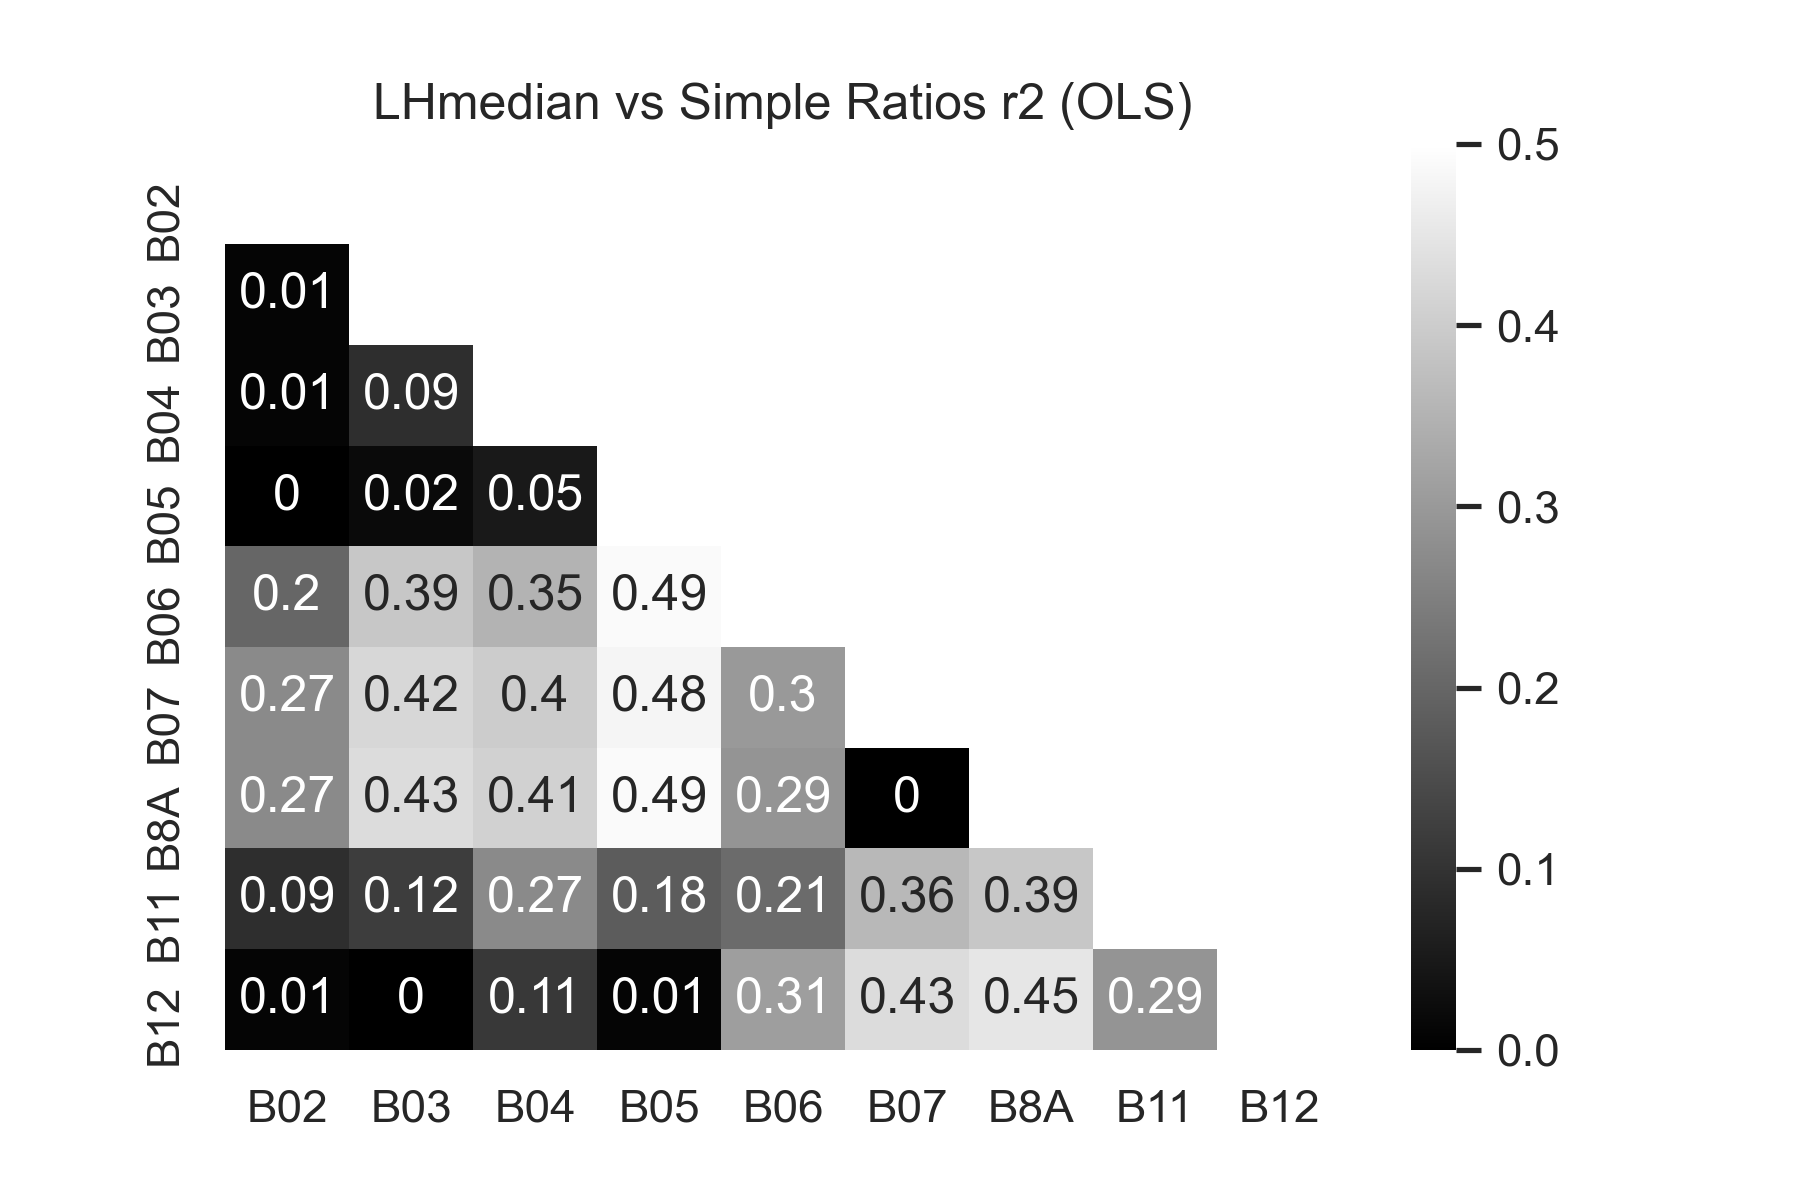 LHmedian vs Simple Ratios r2 (OLS)
0.5
B02
0.01
B03
0.4
0.01 0.09
B04
0 0.02 0.05
B05
0.3
0.2 0.39 0.35 0.49
B06
0.27 0.42 0.4 0.48 0.3
0.2
B07
0.27 0.43 0.41 0.49 0.29 0
B8A
0.1
0.09 0.12 0.27 0.18 0.21 0.36 0.39
B11
0.01 0 0.11 0.01 0.31 0.43 0.45 0.29
B12
0.0
B02 B03 B04 B05 B06 B07 B8A B11 B12